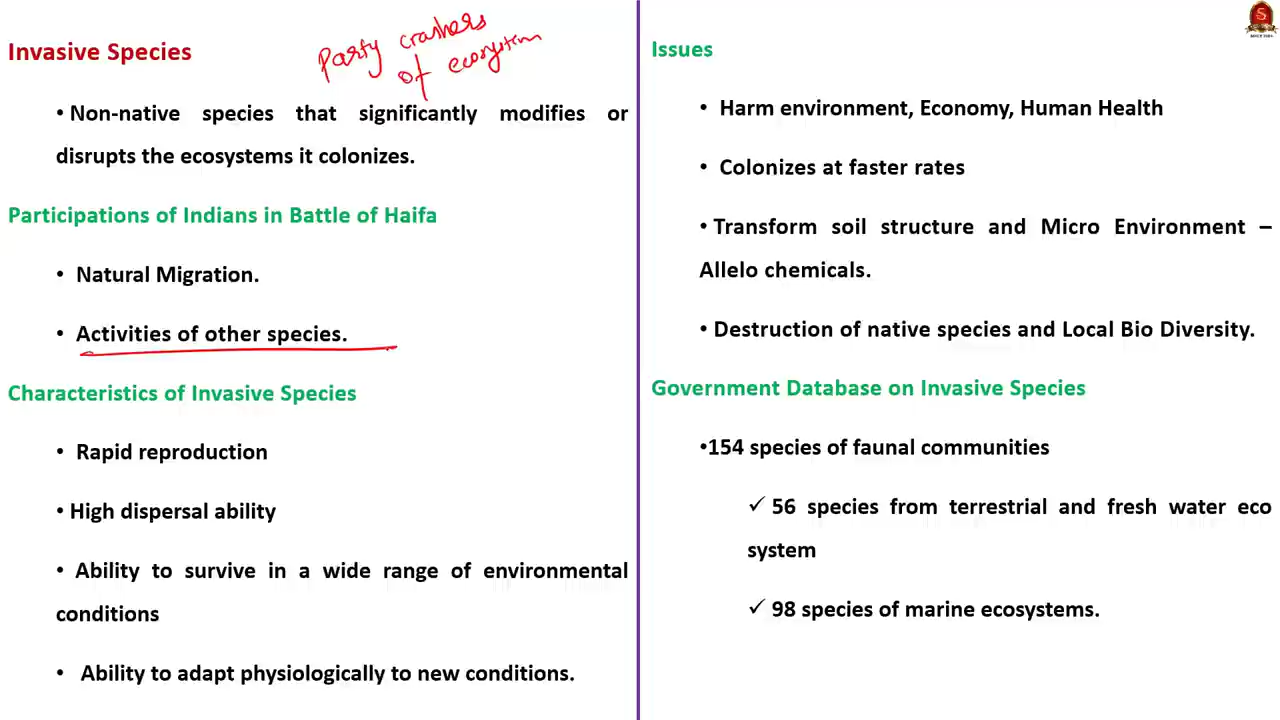 Invasive Species
Party crashers
of ecosystem
• Non-native species that significantly modifies or
disrupts the ecosystems it colonizes.
Participations of Indians in Battle of Haifa
• Natural Migration.
• Activities of other species.
Characteristics of Invasive Species
• Rapid reproduction
• High dispersal ability
• Ability to survive in a wide range of environmental
conditions
• Ability to adapt physiologically to new conditions.
Issues
• Harm environment, Economy, Human Health
• Colonizes at faster rates
• Transform soil structure and Micro Environment –
Allelo chemicals.
• Destruction of native species and Local Bio Diversity.
Government Database on Invasive Species
•154 species of faunal communities
✓ 56 species from terrestrial and fresh water eco
system
✓ 98 species of marine ecosystems.